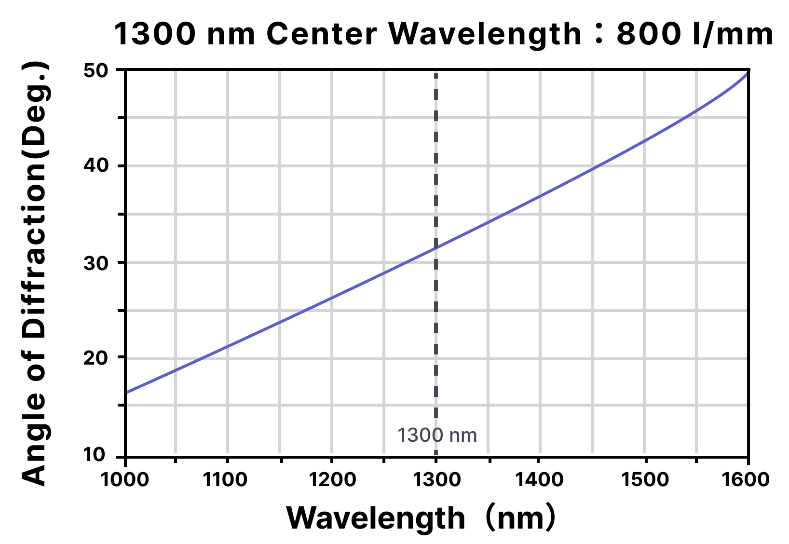 1300 nm Center Wavelength：800 l/mm
Angle of Diffraction(Deg.)
50
40
30
20
10
1300 nm
1000 1100 1200 1300 1400 1500 1600
Wavelength（nm）